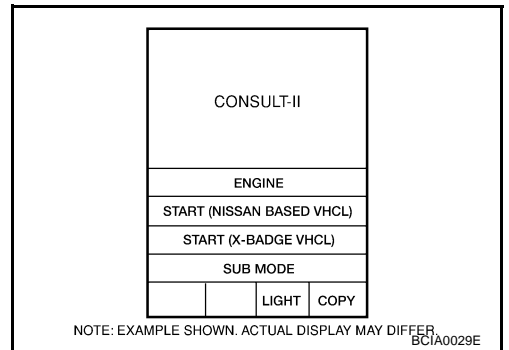 CONSULT-II
ENGINE
START (NISSAN BASED VHCL)
START (X-BADGE VHCL)
SUB MODE
LIGHT COPY
NOTE: EXAMPLE SHOWN. ACTUAL DISPLAY MAY DIFFER.
BCIA0029E